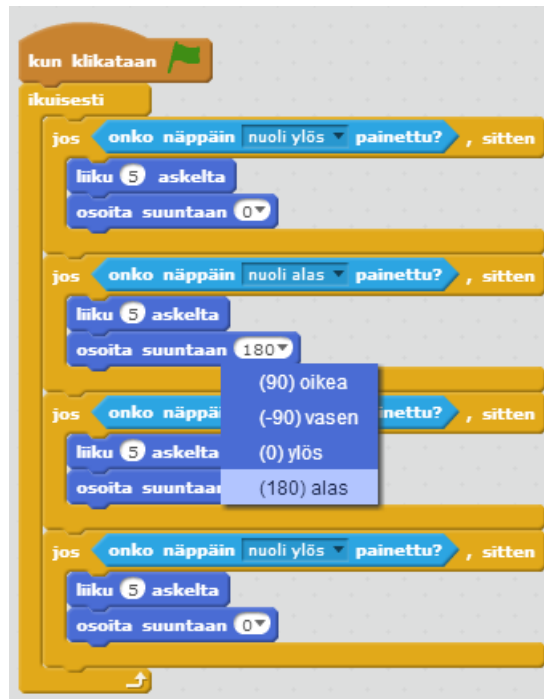 kun klikataan
ikuisesti
jos onko näppäin nuoli ylös painettu? , sitten
liiku 5 askelta
osoita suuntaan 0
jos onko näppäin nuoli alas painettu? , sitten
liiku 5 askelta
osoita suuntaan 180
(90) oikea
(-90) vasen
(0) ylös
(180) alas
jos onko , sitten
liiku 5 askelta
osoita
jos onko näppäin nuoli ylös painettu? , sitten
liiku 5 askelta
osoita suuntaan 0